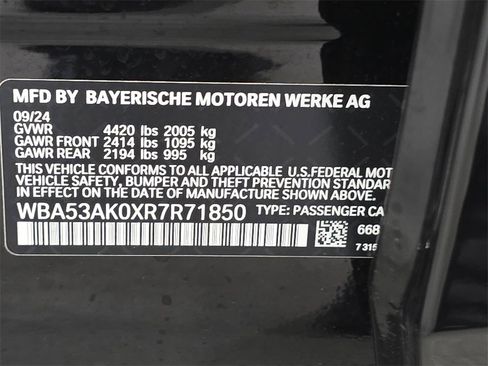 MFD BY BAYERISCHE MOTOREN WERKE AG
09/24
GVWR 4420 lbs 2005 kg
GAWR FRONT 2414 lbs 1095 kg
GAWR REAR 2194 lbs 995 kg
THIS VEHICLE CONFORMS TO ALL APPLICABLE U.S.FEDERAL MOT
VEHICLE SAFETY, BUMPER AND THEFT PREVENTION STANDARDS
IN EFFECT ON THE DATE OF MANUFACTURE SHOWN ABOVE.
WBA53AK0XR7R71850 TYPE: PASSENGER CA
668
7315